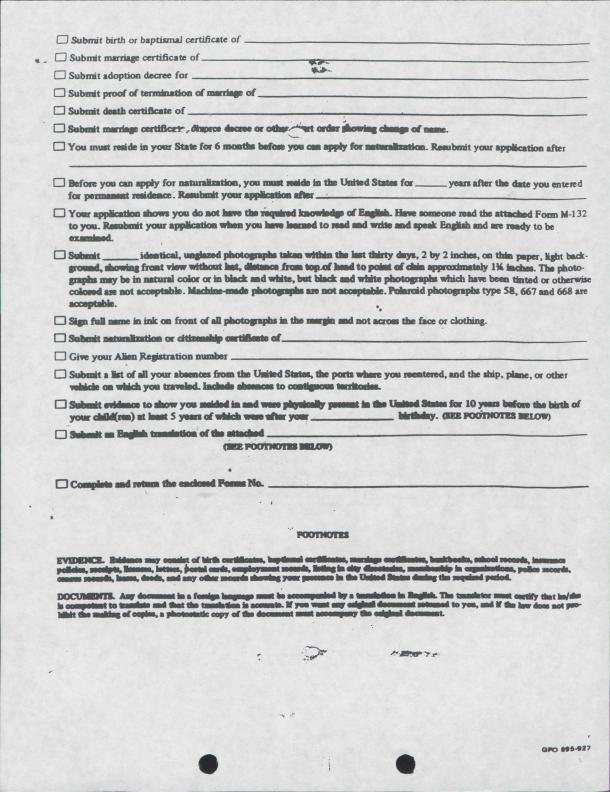 Submit birth or baptismal certificate of
Submit marriage certificate of
Submit adoption decree for
Submit proof of termination of marriage of
Submit death certificate of
Submit marriage certificate, divorce decree or other court order showing change of name.
You must reside in your State for 6 months before you can apply for naturalization. Resubmit your application after
Before you can apply for naturalization, you must reside in the United States for ______ years after the date you entered
for permanent residence. Resubmit your application after
Your application shows you do not have the required knowledge of English. Have someone read the attached Form M-132
to you. Resubmit your application when you have learned to read and write and speak English and are ready to be
examined.
Submit ______ identical, unglazed photographs taken within the last thirty days, 2 by 2 inches, on thin paper, light back-
ground, showing front view without hat, distance from top of head to point of chin approximately 1¼ inches. The photo-
graphs may be in natural color or in black and white, but black and white photographs which have been tinted or otherwise
colored are not acceptable. Machine-made photographs are not acceptable. Polaroid photographs type 58, 667 and 668 are
acceptable.
Sign full name in ink on front of all photographs in the margin and not across the face or clothing.
Submit naturalization or citizenship certificate of
Give your Alien Registration number
Submit a list of all your absences from the United States, the ports where you reentered, and the ship, plane, or other
vehicle on which you traveled. Include absences to contiguous territories.
Submit evidence to show you resided in and were physically present in the United States for 10 years before the birth of
your child(ren) at least 5 years of which were after your ______ birthday. (SEE FOOTNOTES BELOW)
Submit an English translation of the attached
(SEE FOOTNOTES BELOW)
Complete and return the enclosed Forms No.
FOOTNOTES
EVIDENCE. Evidence may consist of birth certificates, baptismal certificates, marriage certificates, bankbooks, school records, insurance
policies, receipts, licenses, letters, postal cards, employment records, listing in city directories, membership in organizations, police records,
census records, leases, deeds, and any other records showing your presence in the United States during the required period.
DOCUMENTS. Any document in a foreign language must be accompanied by a translation in English. The translator must certify that he/she
is competent to translate and that the translation is accurate. If you want any original document returned to you, and if the law does not pro-
hibit the making of copies, a photostatic copy of the document must accompany the original document.
GPO 895-927